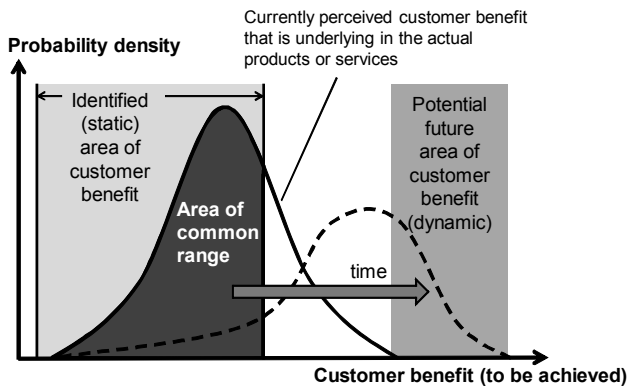 Currently perceived customer benefit
that is underlying in the actual
products or services
Probability density
Identified
(static)
area of
customer
benefit
Potential
future
area of
customer
benefit
(dynamic)
Area of
common
range
time
Customer benefit (to be achieved)